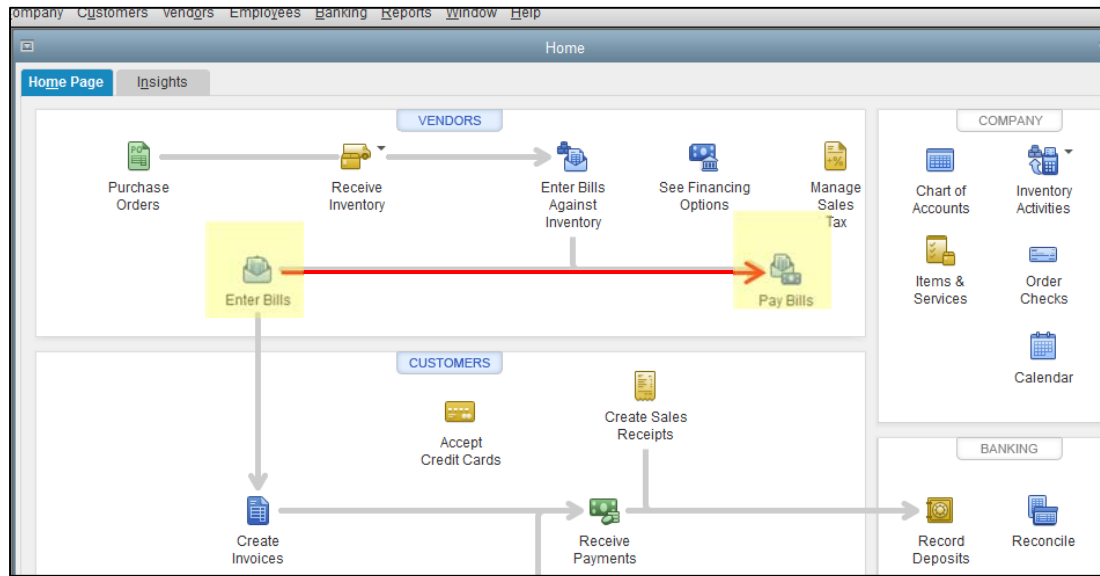 ompany Customers Vendors Employees Banking Reports Window Help
Home
Home Page Insights
VENDORS
COMPANY
Purchase
Orders
Receive
Inventory
Enter Bills
Against
Inventory
See Financing
Options
Manage
Sales
Tax
Chart of
Accounts
Inventory
Activities
Enter Bills
Pay Bills
Items &
Services
Order
Checks
Calendar
CUSTOMERS
Accept
Credit Cards
Create Sales
Receipts
BANKING
Create
Invoices
Receive
Payments
Record
Deposits
Reconcile